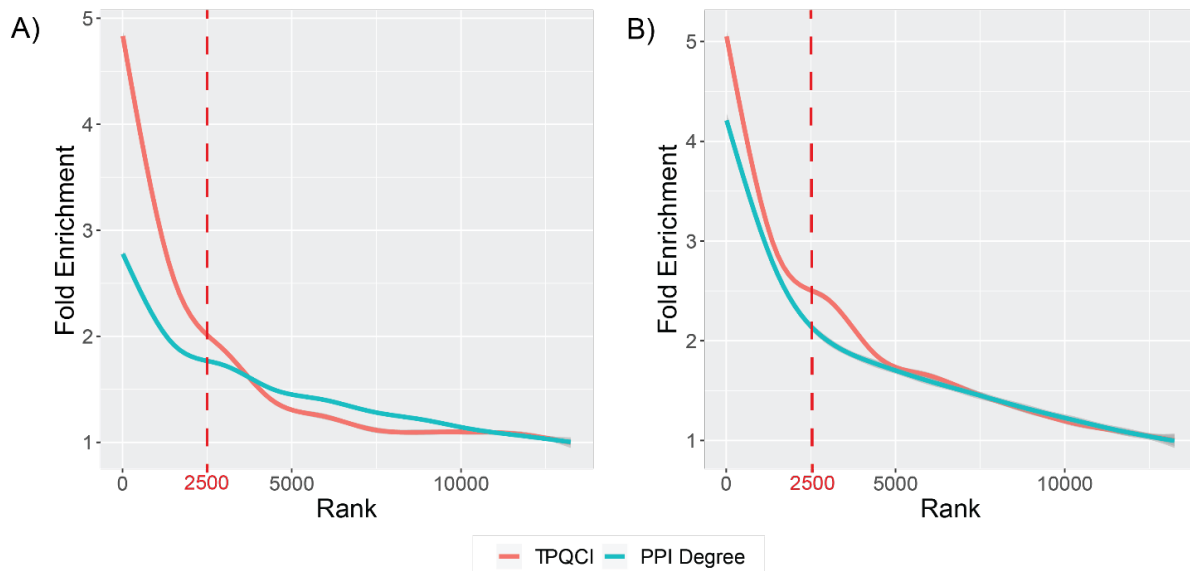 A)
Fold Enrichment
5
4
3
2
1
0
2500
5000
10000
Rank
B)
Fold Enrichment
5
4
3
2
1
0
2500
5000
10000
Rank
TPQCI PPI Degree